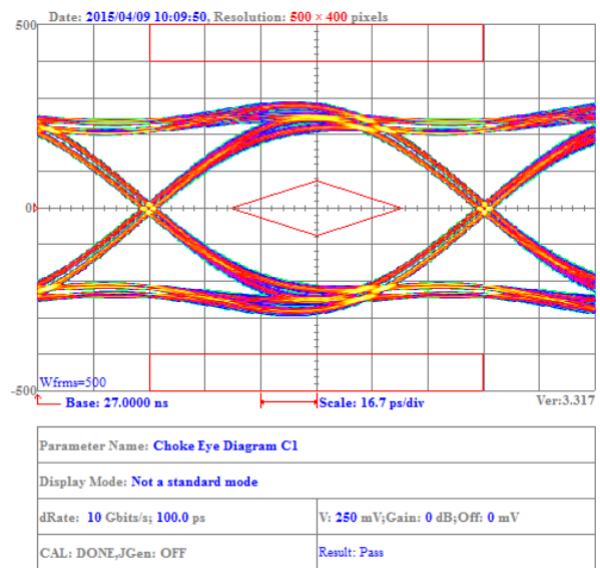 Date: 2015/04/09 10:09:50, Resolution: 500 × 400 pixels
500
0
Wfrms=500
-500
Base: 27.0000 ns
Scale: 16.7 ps/div
Ver:3.317
Parameter Name: Choke Eye Diagram C1
Display Mode: Not a standard mode
dRate: 10 Gbits/s; 100.0 ps
V: 250 mV;Gain: 0 dB;Off: 0 mV
CAL: DONE,JGen: OFF
Result: Pass